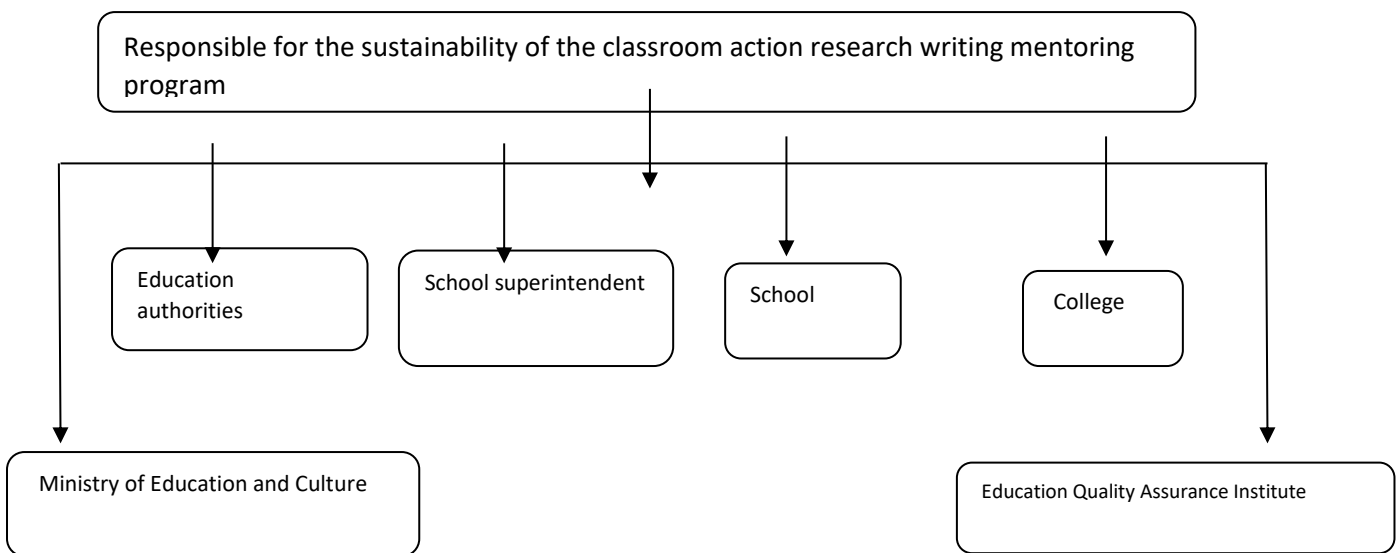 Responsible for the sustainability of the classroom action research writing mentoring
program
Education
authorities
School superintendent
School
College
Ministry of Education and Culture
Education Quality Assurance Institute